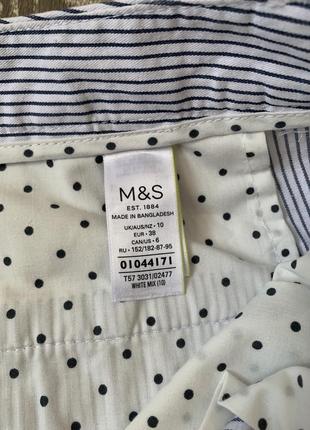 M&S
EST. 1884
MADE IN BANGLADESH
UK/AUS/NZ • 10
EUR • 38
CAN/US • 6
RU • 152/182-87-95
01044171
T57 3031/02477
WHITE MIX (10)